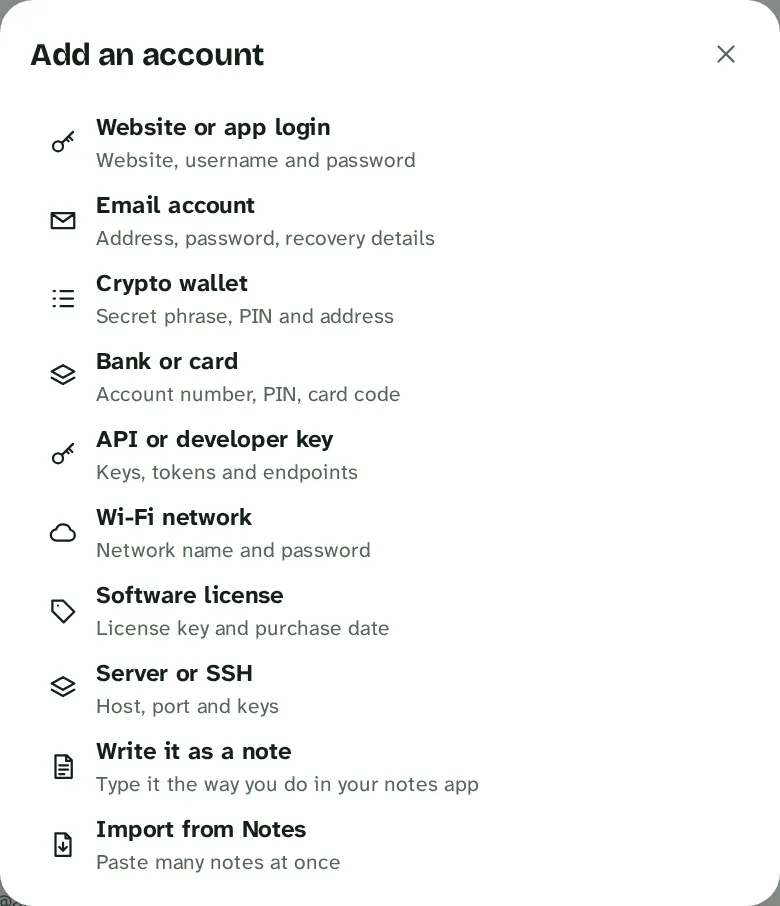 Add an account
Website or app login
Website, username and password
Email account
Address, password, recovery details
Crypto wallet
Secret phrase, PIN and address
Bank or card
Account number, PIN, card code
API or developer key
Keys, tokens and endpoints
Wi-Fi network
Network name and password
Software license
License key and purchase date
Server or SSH
Host, port and keys
Write it as a note
Type it the way you do in your notes app
Import from Notes
Paste many notes at once